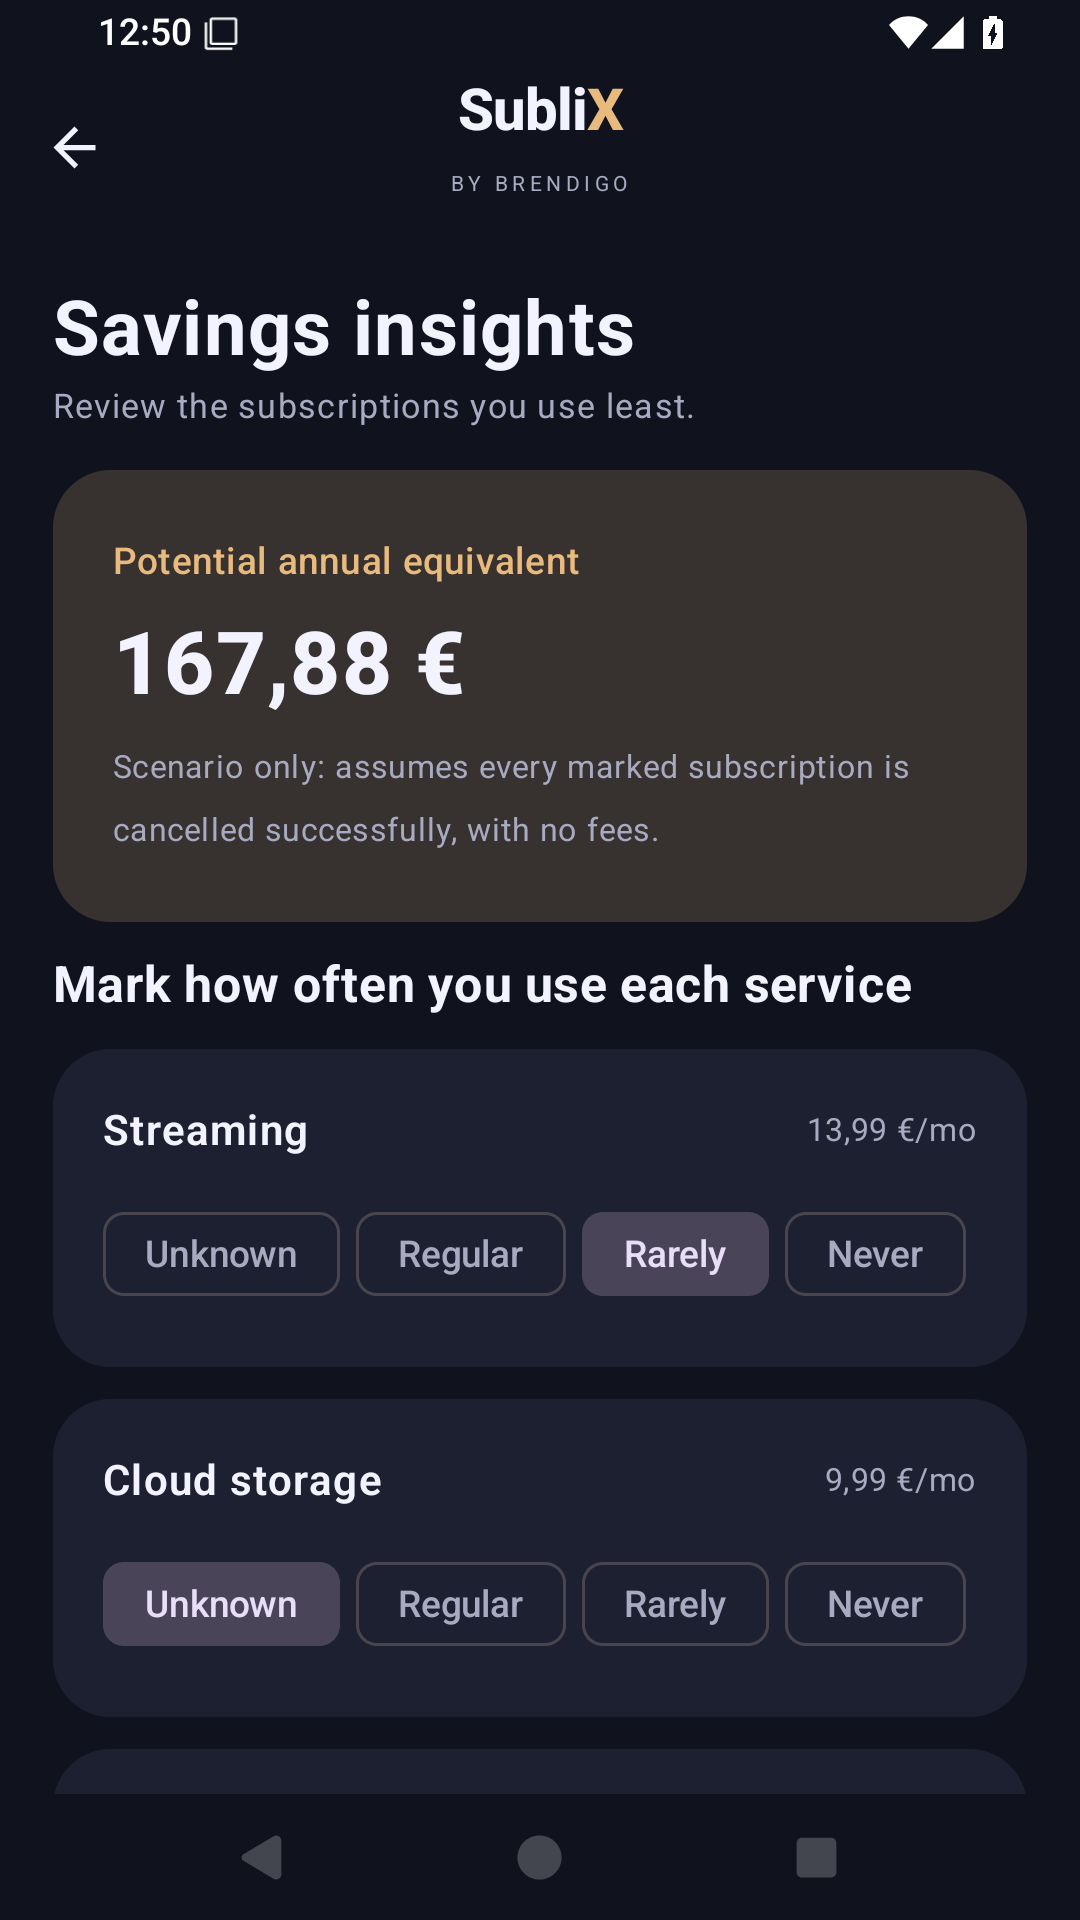 12:50
SubliX
BY BRENDIGO
Savings insights
Review the subscriptions you use least.
Potential annual equivalent
167,88 €
Scenario only: assumes every marked subscription is
cancelled successfully, with no fees.
Mark how often you use each service
Streaming 13,99 €/mo
Unknown Regular Rarely Never
Cloud storage 9,99 €/mo
Unknown Regular Rarely Never